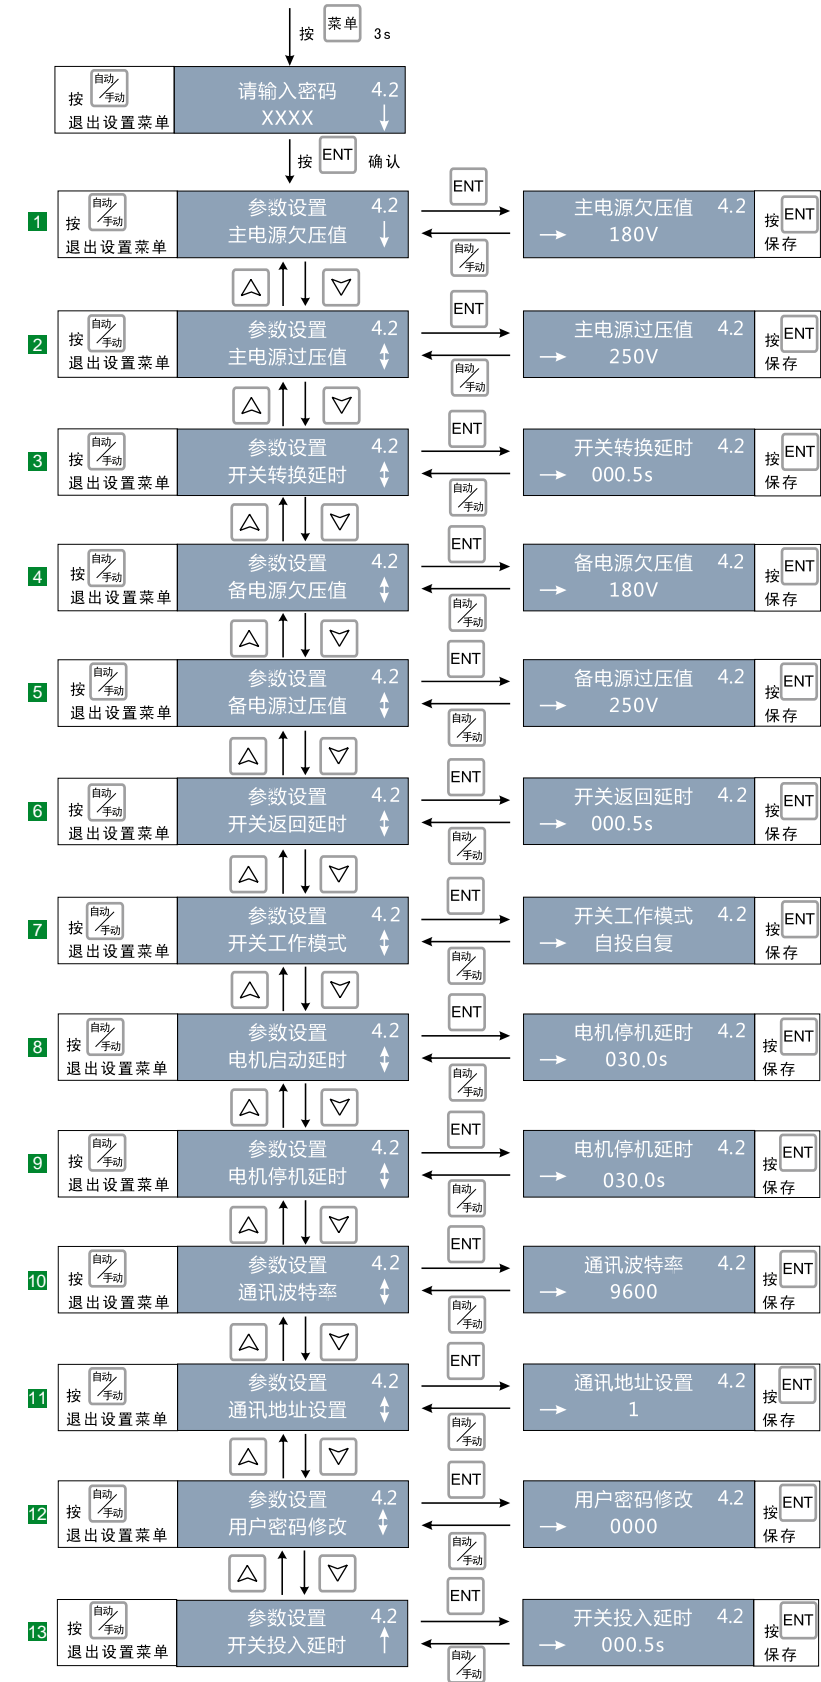 按 菜单 3s
按 自动/手动
退出设置菜单
请输入密码 4.2
XXXX
按 ENT 确认
1
按 自动/手动
退出设置菜单
参数设置 4.2
主电源欠压值
ENT
自动/手动
主电源欠压值 4.2
180V
按 ENT
保存
2
按 自动/手动
退出设置菜单
参数设置 4.2
主电源过压值
ENT
自动/手动
主电源过压值 4.2
250V
按 ENT
保存
3
按 自动/手动
退出设置菜单
参数设置 4.2
开关转换延时
ENT
自动/手动
开关转换延时 4.2
000.5s
按 ENT
保存
4
按 自动/手动
退出设置菜单
参数设置 4.2
备电源欠压值
ENT
自动/手动
备电源欠压值 4.2
180V
按 ENT
保存
5
按 自动/手动
退出设置菜单
参数设置 4.2
备电源过压值
ENT
自动/手动
备电源过压值 4.2
250V
按 ENT
保存
6
按 自动/手动
退出设置菜单
参数设置 4.2
开关返回延时
ENT
自动/手动
开关返回延时 4.2
000.5s
按 ENT
保存
7
按 自动/手动
退出设置菜单
参数设置 4.2
开关工作模式
ENT
自动/手动
开关工作模式 4.2
自投自复
按 ENT
保存
8
按 自动/手动
退出设置菜单
参数设置 4.2
电机启动延时
ENT
自动/手动
电机停机延时 4.2
030.0s
按 ENT
保存
9
按 自动/手动
退出设置菜单
参数设置 4.2
电机停机延时
ENT
自动/手动
电机停机延时 4.2
030.0s
按 ENT
保存
10
按 自动/手动
退出设置菜单
参数设置 4.2
通讯波特率
ENT
自动/手动
通讯波特率 4.2
9600
按 ENT
保存
11
按 自动/手动
退出设置菜单
参数设置 4.2
通讯地址设置
ENT
自动/手动
通讯地址设置 4.2
1
按 ENT
保存
12
按 自动/手动
退出设置菜单
参数设置 4.2
用户密码修改
ENT
自动/手动
用户密码修改 4.2
0000
按 ENT
保存
13
按 自动/手动
退出设置菜单
参数设置 4.2
开关投入延时
ENT
自动/手动
开关投入延时 4.2
000.5s
按 ENT
保存